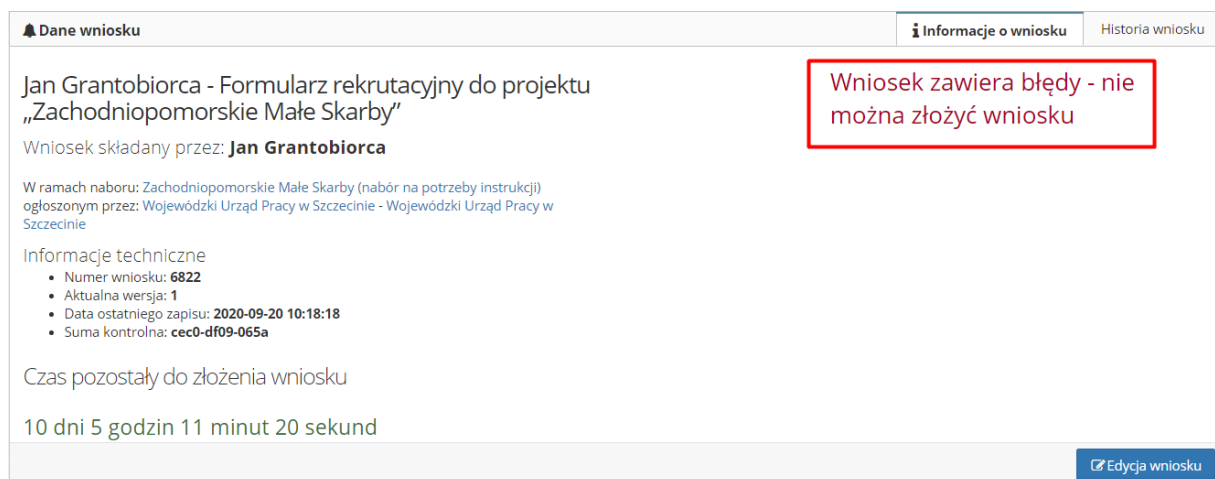 Dane wniosku
Informacje o wniosku
Historia wniosku
Jan Grantobiorca - Formularz rekrutacyjny do projektu
„Zachodniopomorskie Małe Skarby”
Wniosek składany przez: Jan Grantobiorca
W ramach naboru: Zachodniopomorskie Małe Skarby (nabór na potrzeby instrukcji)
ogłoszonym przez: Wojewódzki Urząd Pracy w Szczecinie - Wojewódzki Urząd Pracy w
Szczecinie
Informacje techniczne
• Numer wniosku: 6822
• Aktualna wersja: 1
• Data ostatniego zapisu: 2020-09-20 10:18:18
• Suma kontrolna: cec0-df09-065a
Czas pozostały do złożenia wniosku
10 dni 5 godzin 11 minut 20 sekund
Wniosek zawiera błędy - nie
można złożyć wniosku
Edycja wniosku